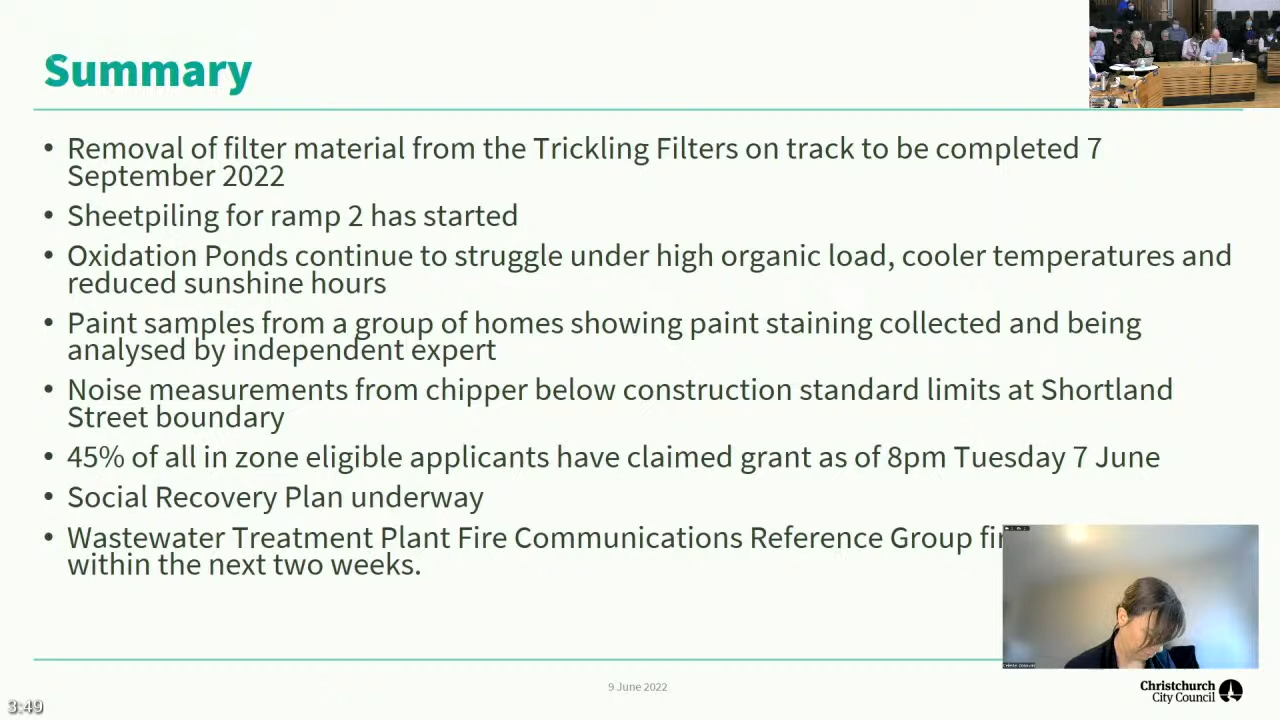 Summary
• Removal of filter material from the Trickling Filters on track to be completed 7
September 2022
• Sheetpiling for ramp 2 has started
• Oxidation Ponds continue to struggle under high organic load, cooler temperatures and
reduced sunshine hours
• Paint samples from a group of homes showing paint staining collected and being
analysed by independent expert
• Noise measurements from chipper below construction standard limits at Shortland
Street boundary
• 45% of all in zone eligible applicants have claimed grant as of 8pm Tuesday 7 June
• Social Recovery Plan underway
• Wastewater Treatment Plant Fire Communications Reference Group
within the next two weeks.
9 June 2022
Christchurch
City Council
3:49